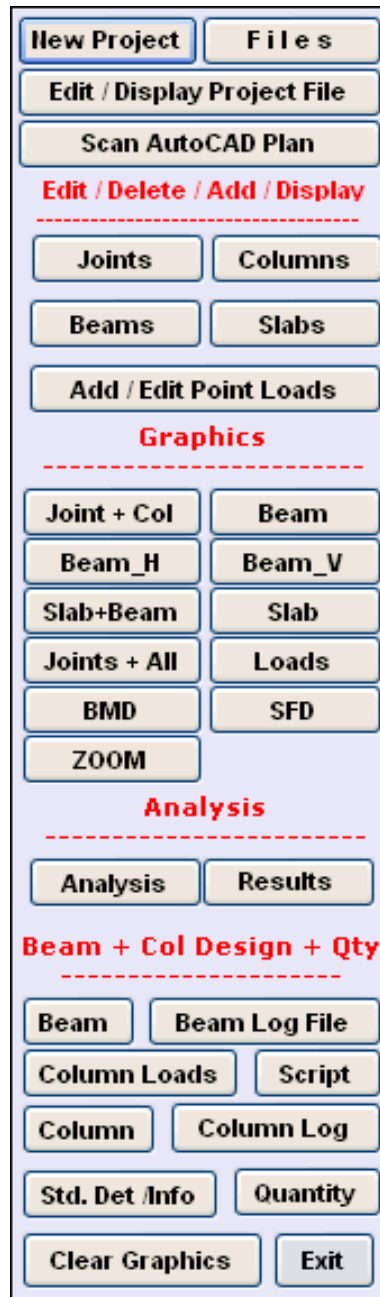 New Project Files
Edit / Display Project File
Scan AutoCAD Plan
Edit / Delete / Add / Display
Joints Columns
Beams Slabs
Add / Edit Point Loads
Graphics
Joint + Col Beam
Beam_H Beam_V
Slab+Beam Slab
Joints + All Loads
BMD SFD
ZOOM
Analysis
Analysis Results
Beam + Col Design + Qty
Beam Beam Log File
Column Loads Script
Column Column Log
Std. Det /Info Quantity
Clear Graphics Exit